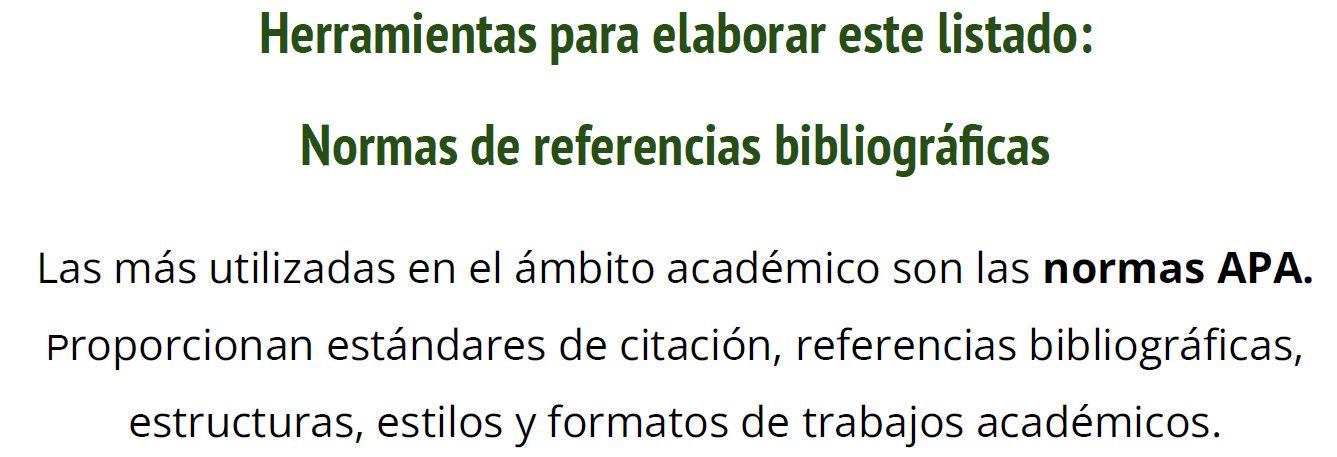 Herramientas para elaborar este listado:
Normas de referencias bibliográficas
Las más utilizadas en el ámbito académico son las normas APA.
Proporcionan estándares de citación, referencias bibliográficas,
estructuras, estilos y formatos de trabajos académicos.